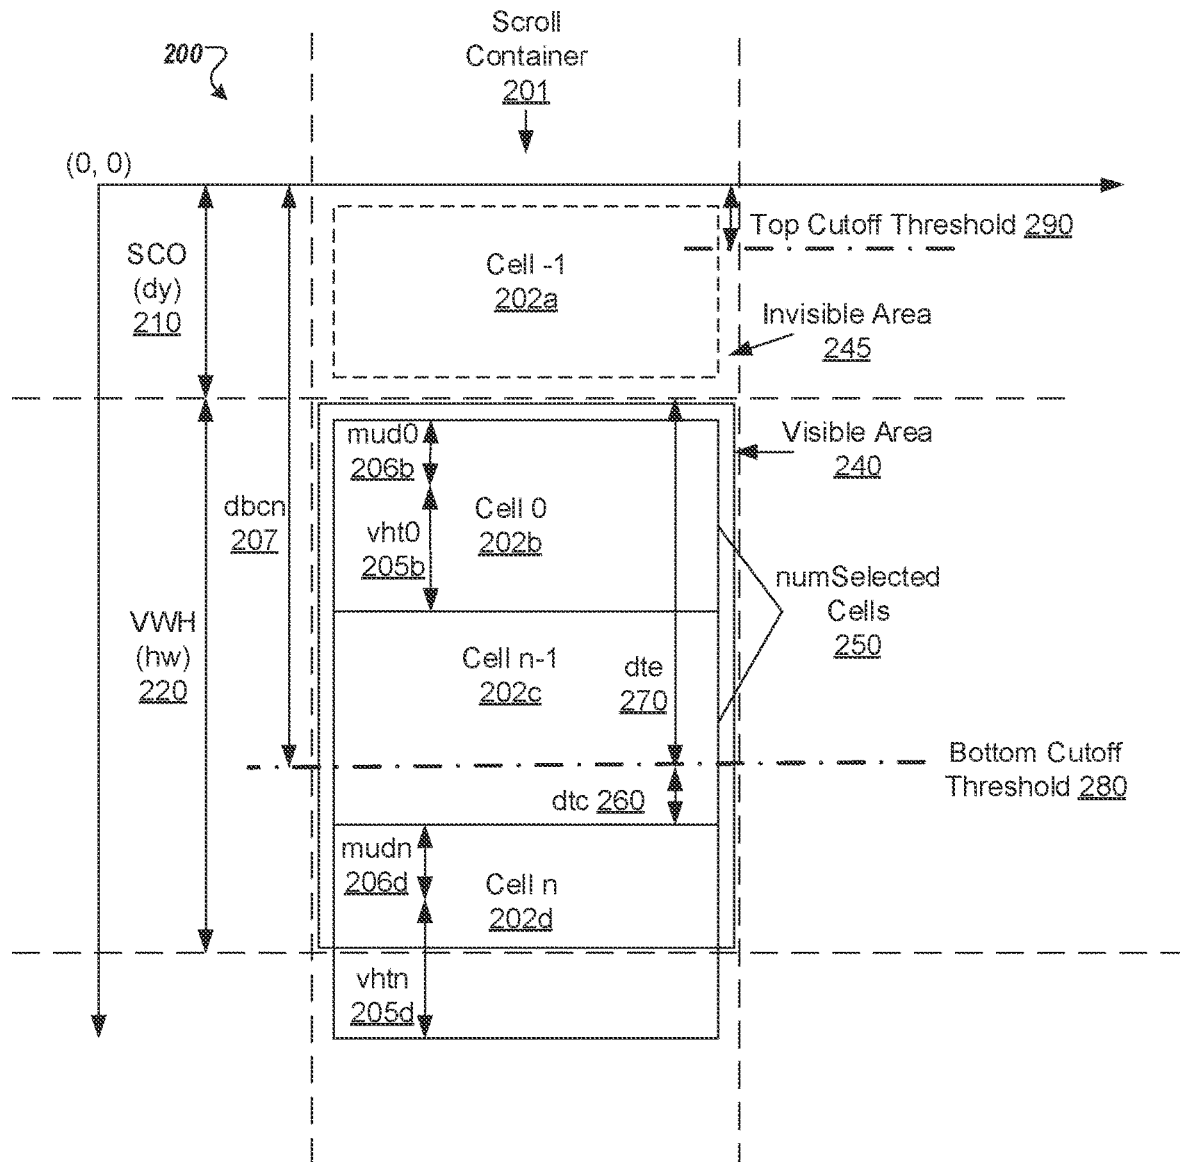 Scroll
Container
201
200
(0, 0)
Top Cutoff Threshold 290
SCO
(dy)
210
Cell -1
202a
Invisible Area
245
mud0
206b
Visible Area
240
dbcn
207
Cell 0
202b
vht0
205b
numSelected
Cells
250
VWH
(hw)
220
Cell n-1
202c
dte
270
Bottom Cutoff
Threshold 280
dtc 260
mudn
206d
Cell n
202d
vhtn
205d